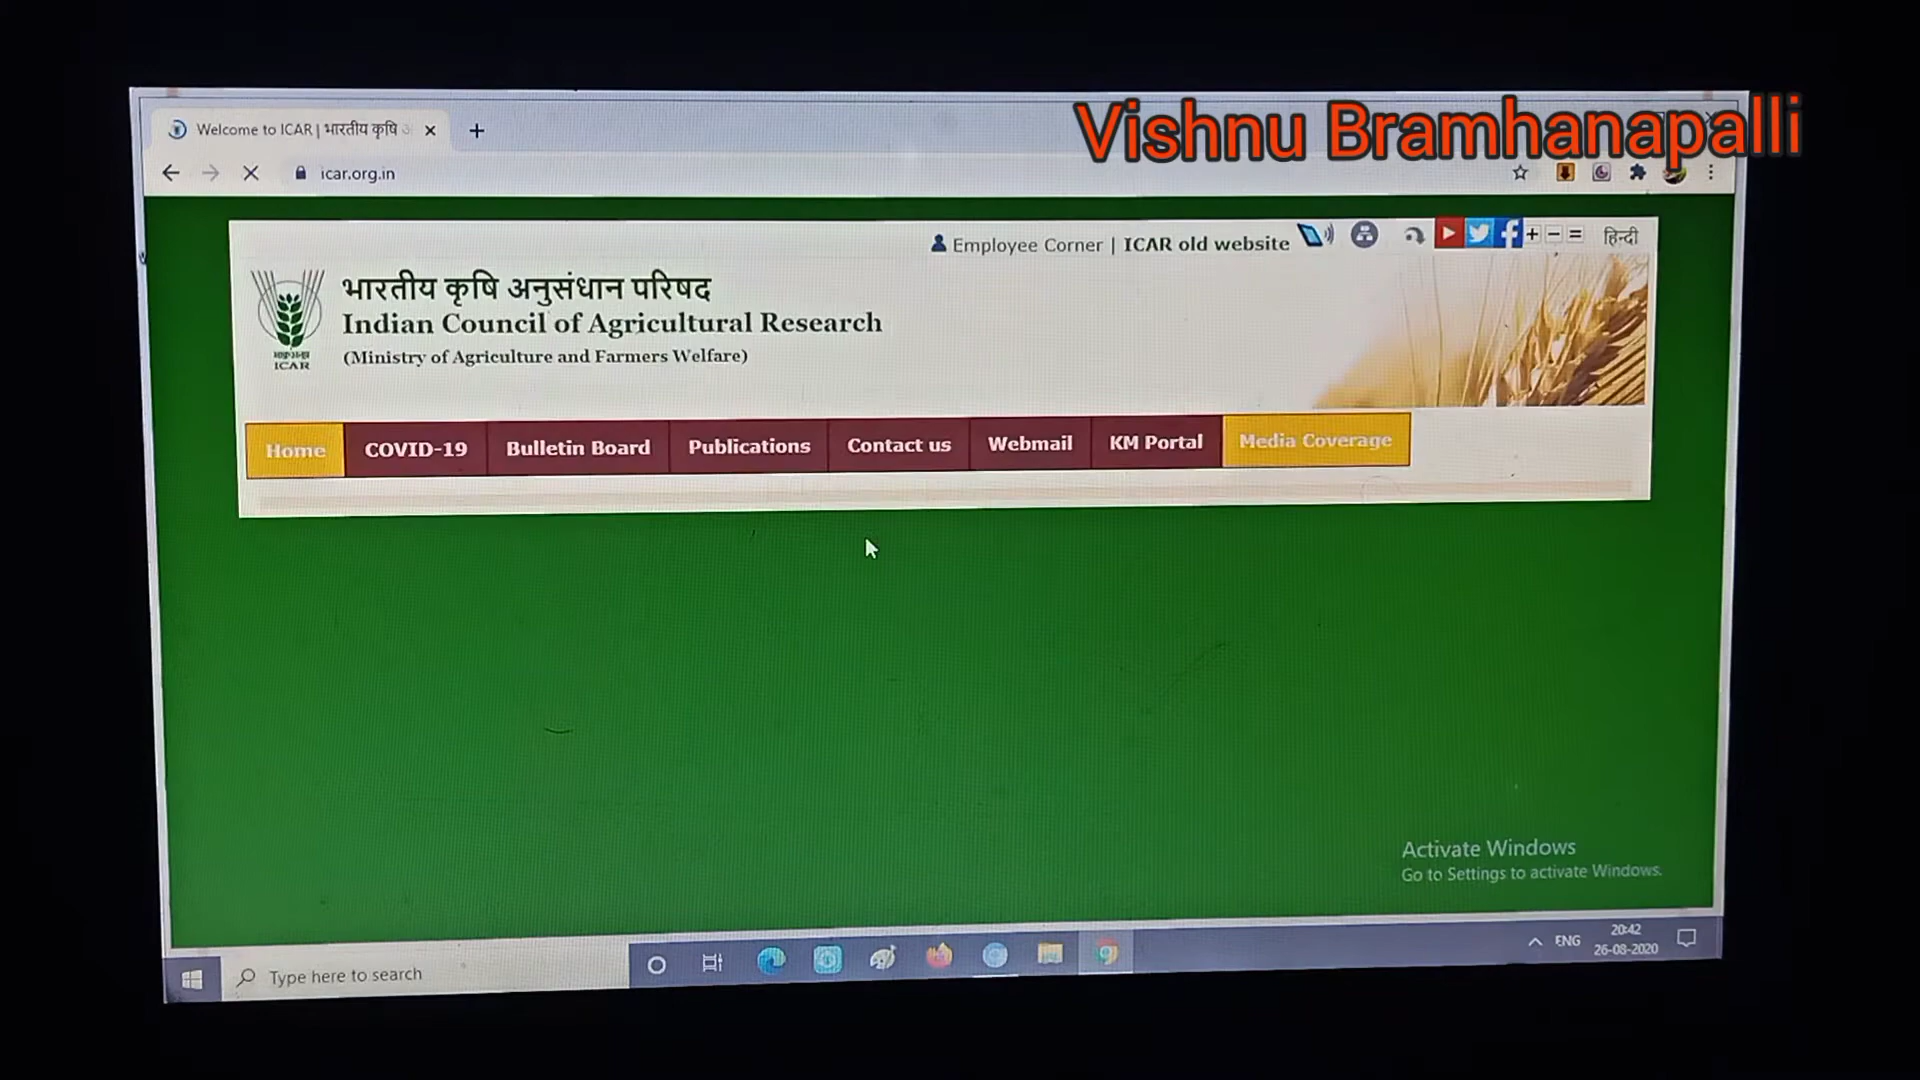 Vishnu Bramhanapalli
Welcome to ICAR | भारतीय कृषि
icar.org.in
Employee Corner | ICAR old website
हिन्दी
भारतीय कृषि अनुसंधान परिषद
Indian Council of Agricultural Research
(Ministry of Agriculture and Farmers Welfare)
ICAR
Home COVID-19 Bulletin Board Publications Contact us Webmail KM Portal Media Coverage
Activate Windows
Go to Settings to activate Windows.
Type here to search
ENG
20:42
26-08-2020